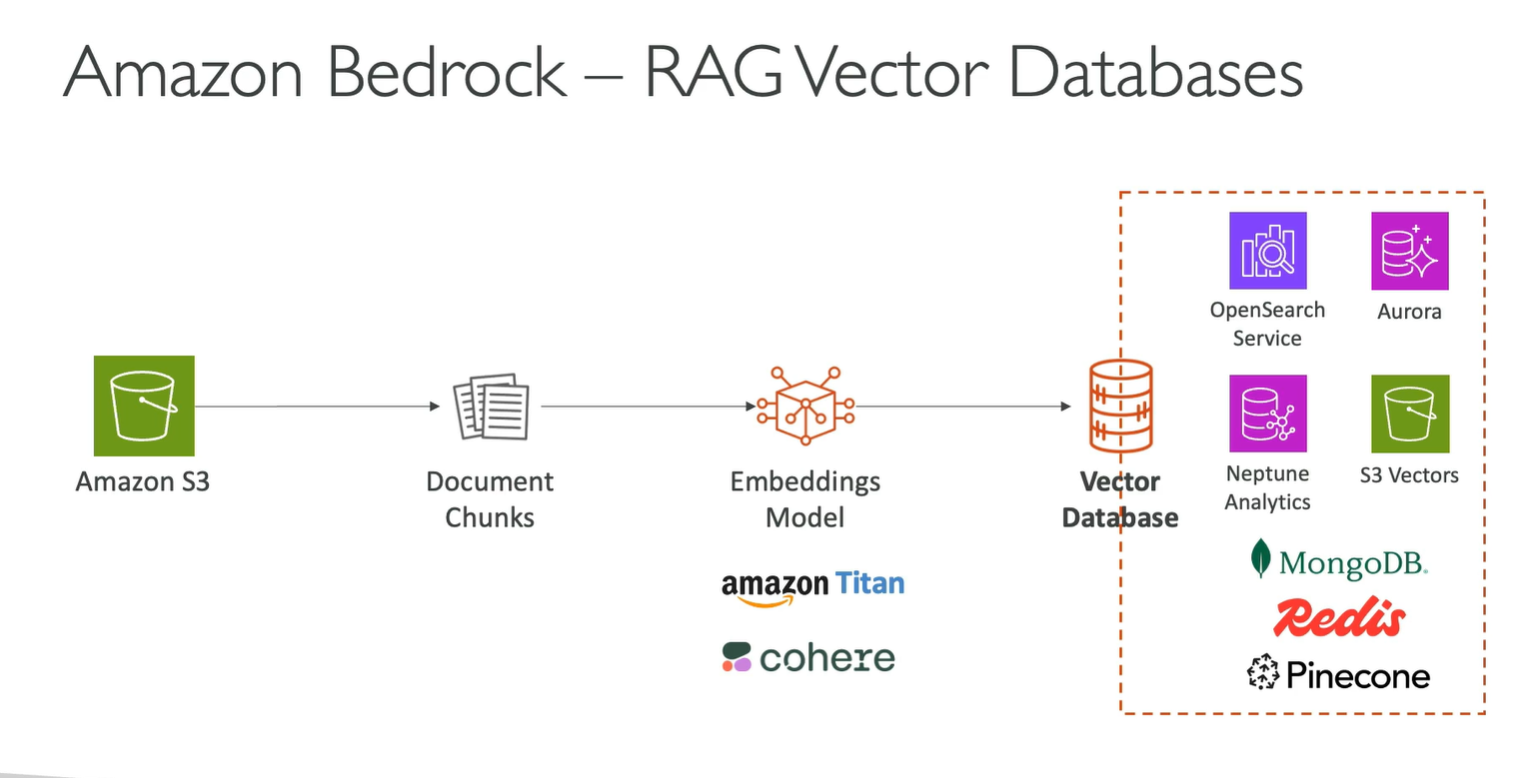 Amazon Bedrock – RAG Vector Databases
Amazon S3
Document
Chunks
Embeddings
Model
amazon Titan
cohere
Vector
Database
OpenSearch
Service
Aurora
Neptune
Analytics
S3 Vectors
MongoDB.
Redis
Pinecone